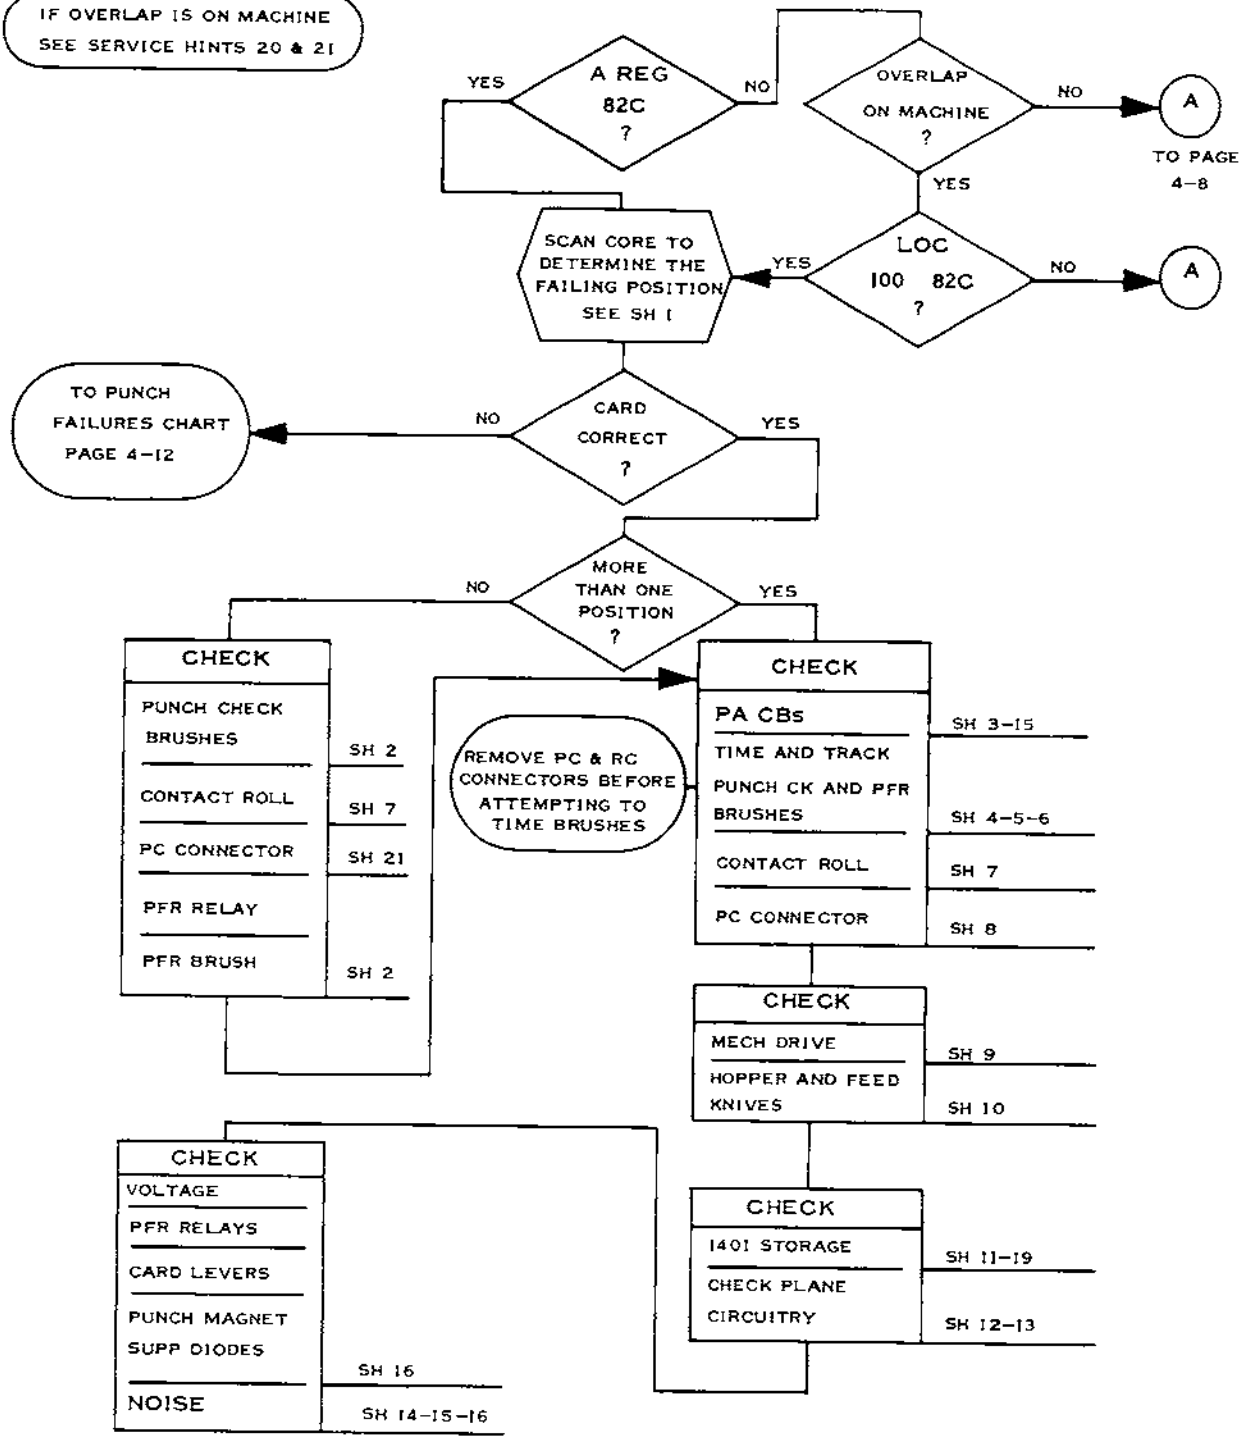 IF OVERLAP IS ON MACHINE
SEE SERVICE HINTS 20 & 21
YES
A REG
82C
?
NO
OVERLAP
ON MACHINE
?
NO
A
TO PAGE
4-8
YES
SCAN CORE TO
DETERMINE THE
FAILING POSITION
SEE SH 1
YES
LOC
100 82C
?
NO
A
TO PUNCH
FAILURES CHART
PAGE 4-12
NO
CARD
CORRECT
?
YES
NO
MORE
THAN ONE
POSITION
?
YES
CHECK
PUNCH CHECK
BRUSHES
SH 2
CONTACT ROLL
SH 7
PC CONNECTOR
SH 21
PFR RELAY
PFR BRUSH
SH 2
REMOVE PC & RC
CONNECTORS BEFORE
ATTEMPTING TO
TIME BRUSHES
CHECK
PA CBs
SH 3-15
TIME AND TRACK
PUNCH CK AND PFR
BRUSHES
SH 4-5-6
CONTACT ROLL
SH 7
PC CONNECTOR
SH 8
CHECK
MECH DRIVE
SH 9
HOPPER AND FEED
KNIVES
SH 10
CHECK
1401 STORAGE
SH 11-19
CHECK PLANE
CIRCUITRY
SH 12-13
CHECK
VOLTAGE
PFR RELAYS
CARD LEVERS
PUNCH MAGNET
SUPP DIODES
SH 16
NOISE
SH 14-15-16